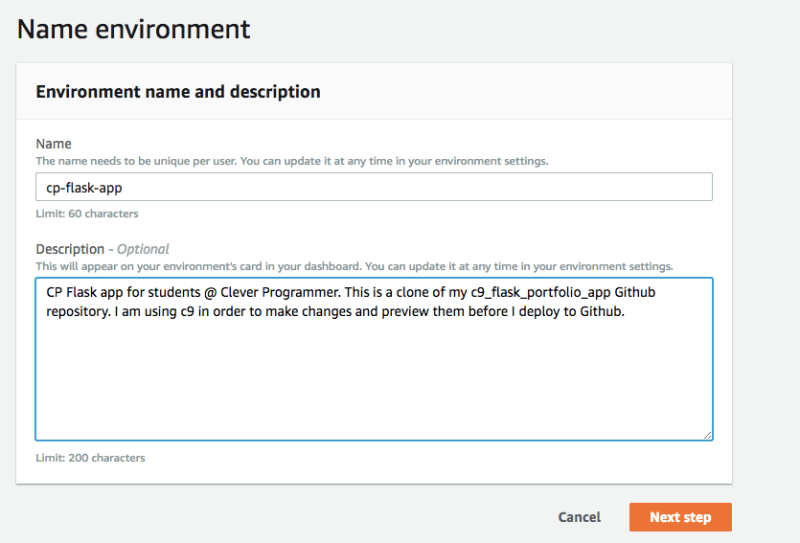 Name environment
Environment name and description
Name
The name needs to be unique per user. You can update it at any time in your environment settings.
cp-flask-app
Limit: 60 characters
Description - Optional
This will appear on your environment's card in your dashboard. You can update it at any time in your environment settings.
CP Flask app for students @ Clever Programmer. This is a clone of my c9_flask_portfolio_app Github
repository. I am using c9 in order to make changes and preview them before I deploy to Github.
Limit: 200 characters
Cancel Next step